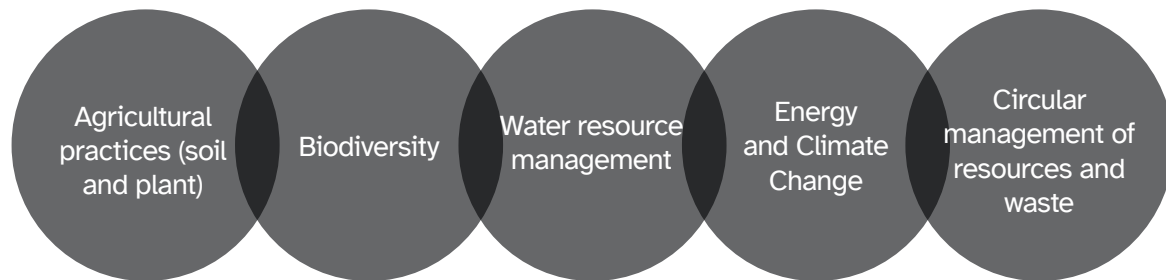 Agricultural
practices (soil
and plant)
Biodiversity
Water resource
management
Energy
and Climate
Change
Circular
management of
resources and
waste